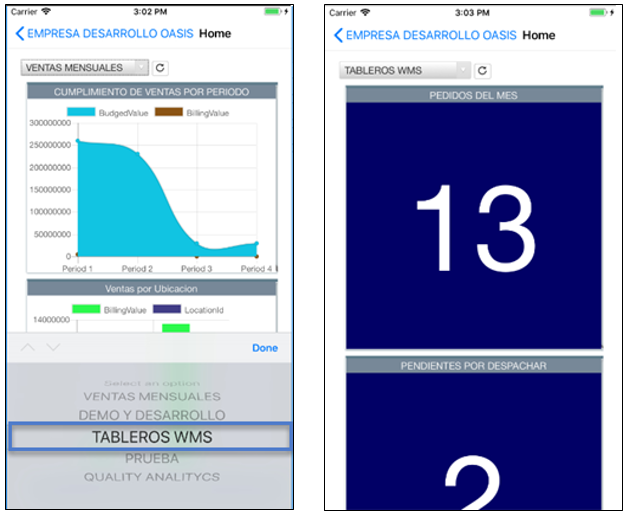 Carrier 3:02 PM
EMPRESA DESARROLLO OASIS Home
VENTAS MENSUALES
CUMPLIMIENTO DE VENTAS POR PERIODO
BudgedValue BillingValue
300000000
250000000
200000000
150000000
100000000
50000000
0
Period 1 Period 2 Period 3 Period 4
Ventas por Ubicacion
BillingValue LocationId
14000000
Done
Select an option
VENTAS MENSUALES
DEMO Y DESARROLLO
TABLEROS WMS
PRUEBA
QUALITY ANALITYCS
Carrier 3:03 PM
EMPRESA DESARROLLO OASIS Home
TABLEROS WMS
PEDIDOS DEL MES
13
PENDIENTES POR DESPACHAR
2